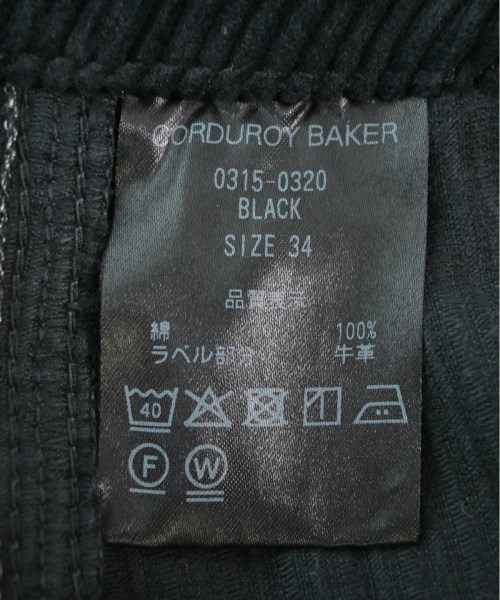 CORDUROY BAKER
0315-0320
BLACK
SIZE 34
品質表示
綿 100%
ラベル部分 牛革
40
F W